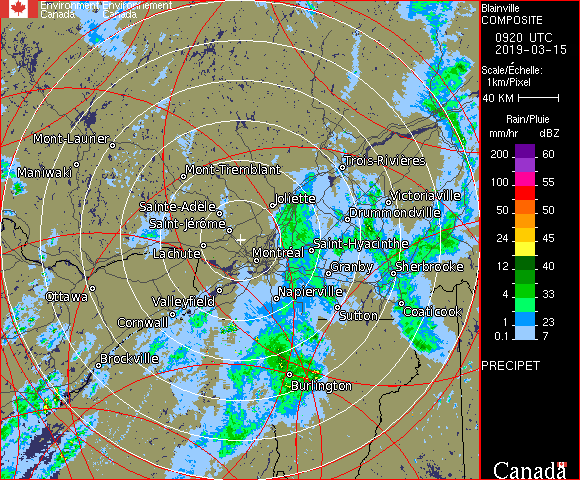 Environment Environnement
Canada Canada
Blainville
COMPOSITE
0920 UTC
2019-03-15
Scale/Échelle:
1km/Pixel
40 KM
Rain/Pluie
mm/hr dBZ
200 60
100 55
50 50
24 45
12 40
4 33
1 23
0.1 7
PRECIPET
Canada
Mont-Laurier
Maniwaki
Mont-Tremblant
Trois-Rivières
Joliette
Victoriaville
Sainte-Adele
Drummondville
Saint-Jérome
Saint-Hyacinthe
Lachute
Montréal
Granby
Sherbrooke
Ottawa
Valleyfield
Napierville
Coaticook
Cornwall
Sutton
Brockville
Burlington